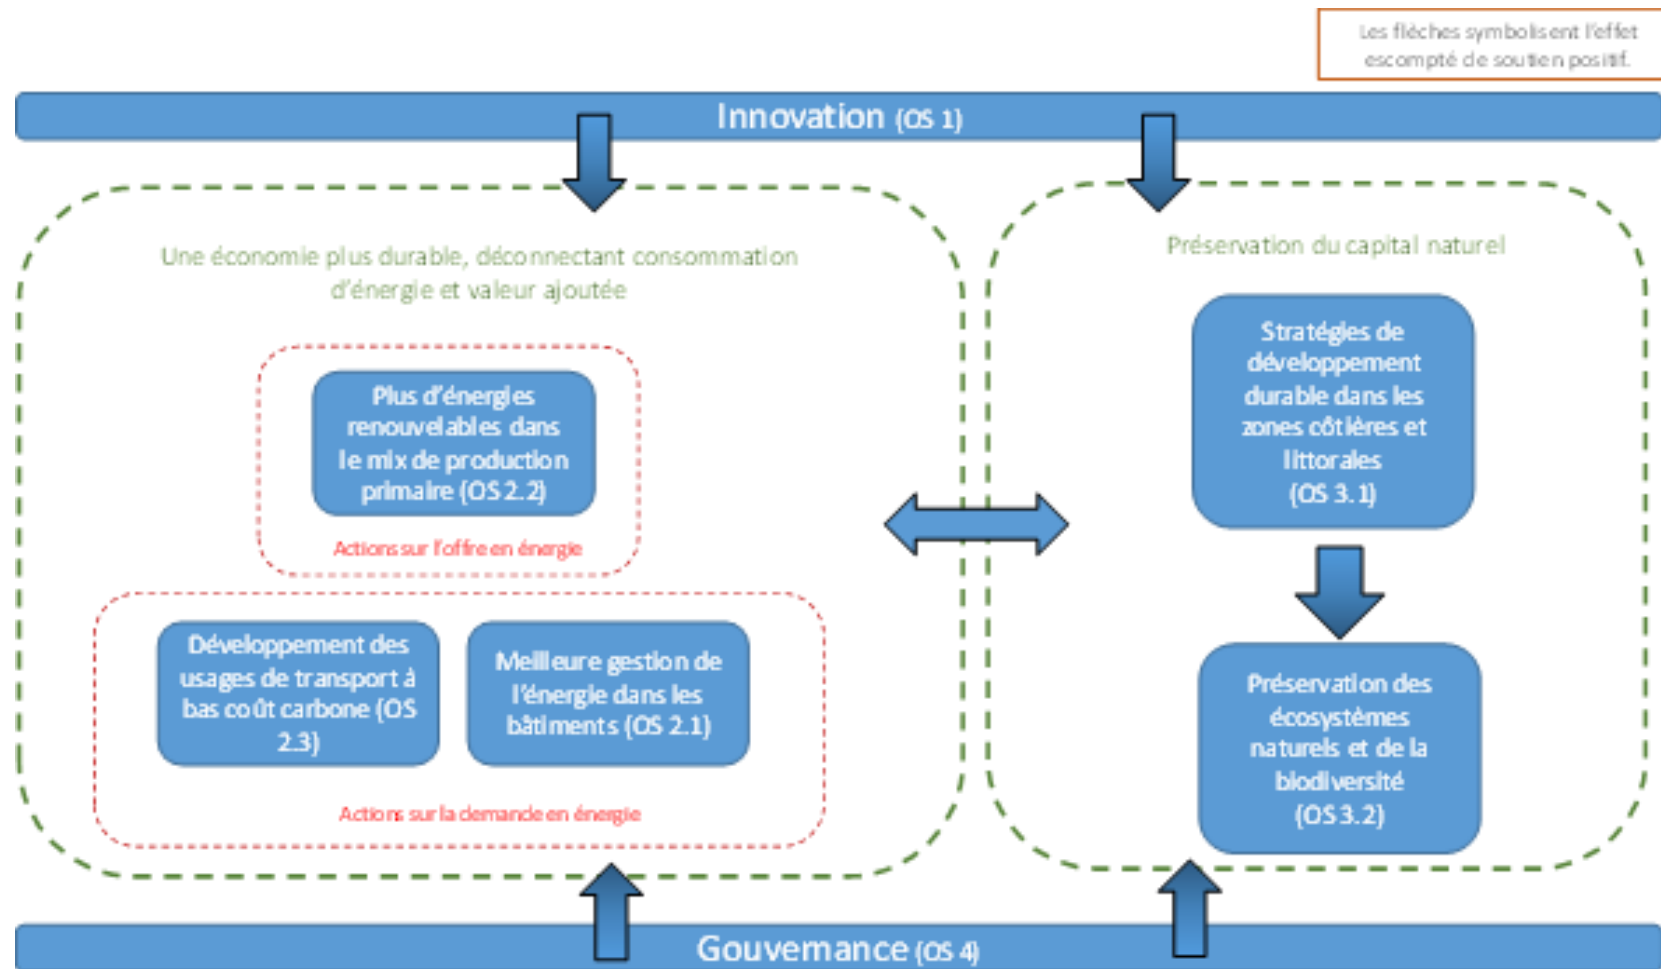 Les flèches symbolisent l'effet
escompté de soutien positif.
Innovation (OS 1)
Une économie plus durable, déconnectant consommation
d'énergie et valeur ajoutée
Plus d'énergies
renouvelables dans
le mix de production
primaire (OS 2.2)
Actions sur l'offre en énergie
Développement des
usages de transport à
bas coût carbone (OS
2.3)
Meilleure gestion de
l'énergie dans les
bâtiments (OS 2.1)
Actions sur la demande en énergie
Préservation du capital naturel
Stratégies de
développement
durable dans les
zones côtières et
littorales
(OS 3.1)
Préservation des
écosystèmes
naturels et de la
biodiversité
(OS 3.2)
Gouvernance (OS 4)